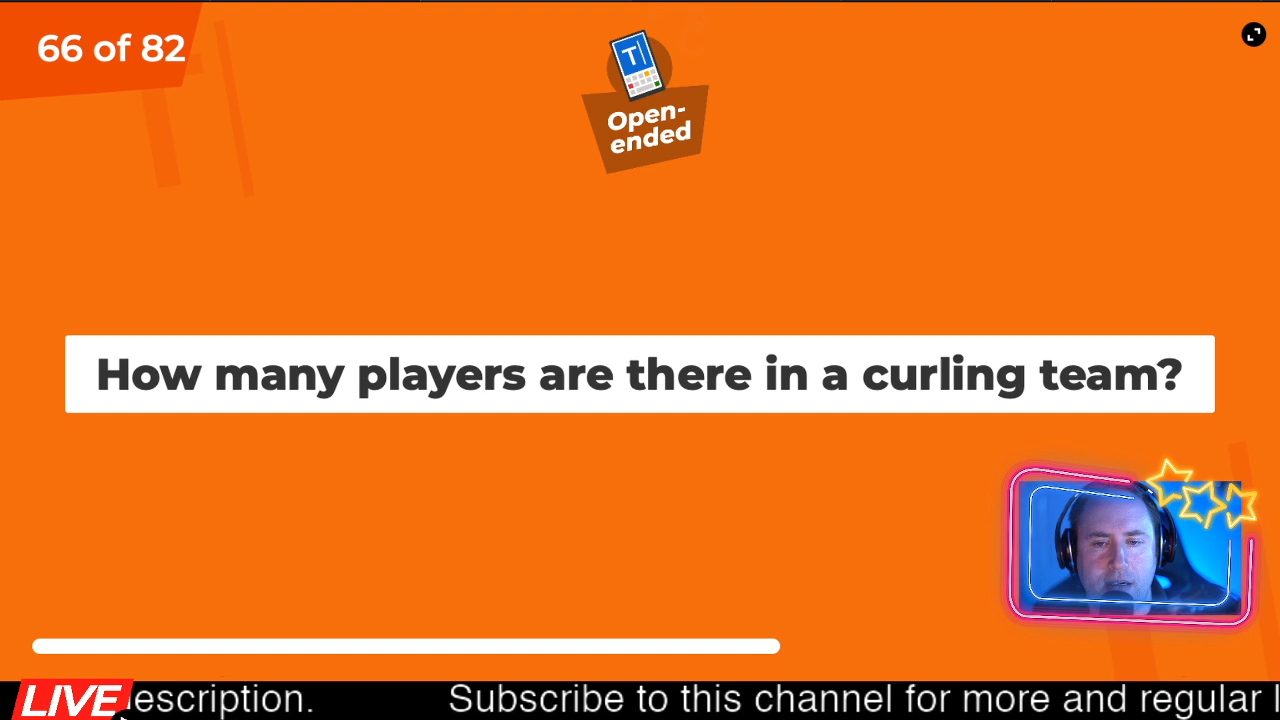 66 of 82
T
Open-
ended
How many players are there in a curling team?
LIVE
escription. Subscribe to this channel for more and regular